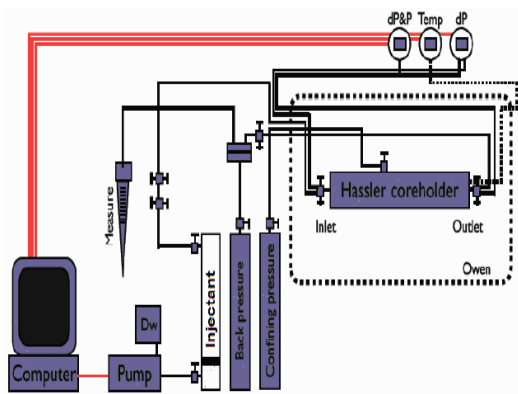 dP&P Temp dP
Hassler coreholder
Inlet
Outlet
Owen
Measure
Injectant
Back pressure
Confining pressure
Dw
Computer
Pump